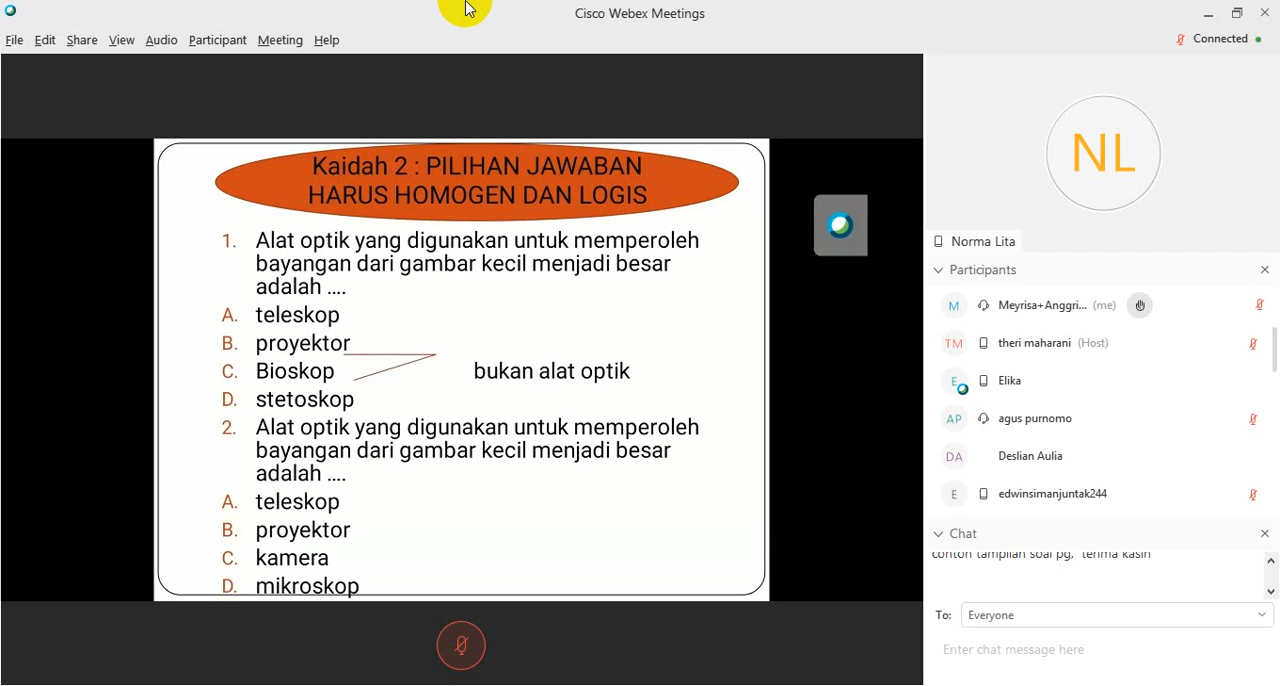 Cisco Webex Meetings
File Edit Share View Audio Participant Meeting Help
Connected
Kaidah 2 : PILIHAN JAWABAN
HARUS HOMOGEN DAN LOGIS
1. Alat optik yang digunakan untuk memperoleh
bayangan dari gambar kecil menjadi besar
adalah ....
A. teleskop
B. proyektor
C. Bioskop
bukan alat optik
D. stetoskop
2. Alat optik yang digunakan untuk memperoleh
bayangan dari gambar kecil menjadi besar
adalah ....
A. teleskop
B. proyektor
C. kamera
D. mikroskop
NL
Norma Lita
Participants
M Meyrisa+Anggri... (me)
TM theri maharani (Host)
E Elika
AP agus purnomo
DA Deslian Aulia
E edwinsimanjuntak244
Chat
contoh tampilan soal pg, terima kasih
To: Everyone
Enter chat message here